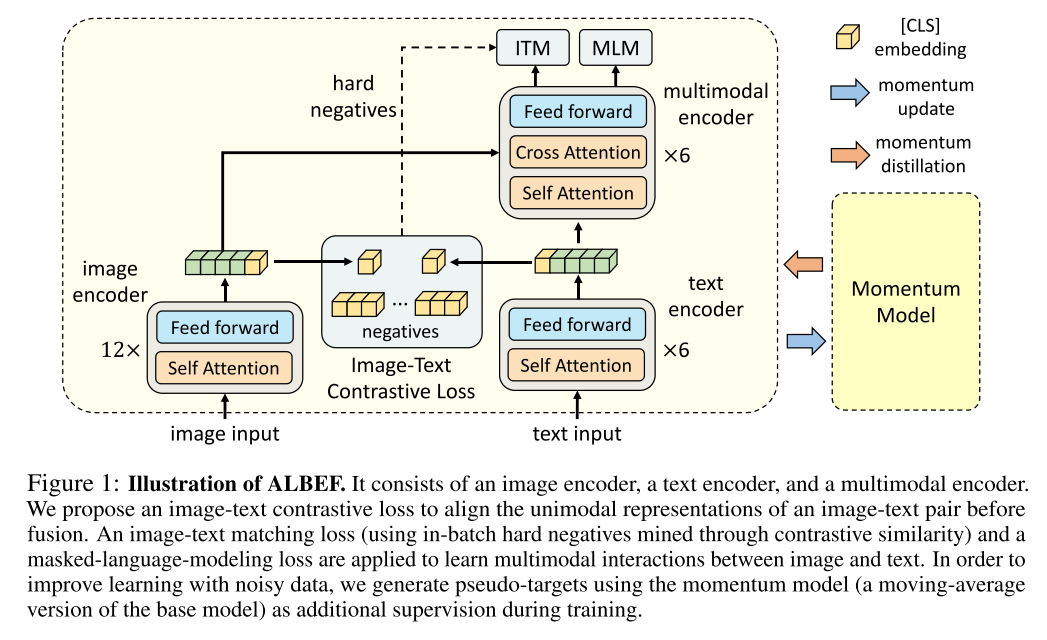 ITM
MLM
[CLS]
embedding
hard
negatives
multimodal
encoder
momentum
update
Feed forward
Cross Attention
×6
Self Attention
momentum
distillation
image
encoder
text
encoder
Momentum
Model
negatives
...
Feed forward
12×
Self Attention
Feed forward
×6
Self Attention
Image-Text
Contrastive Loss
image input
text input
Figure 1: Illustration of ALBEF. It consists of an image encoder, a text encoder, and a multimodal encoder.
We propose an image-text contrastive loss to align the unimodal representations of an image-text pair before
fusion. An image-text matching loss (using in-batch hard negatives mined through contrastive similarity) and a
masked-language-modeling loss are applied to learn multimodal interactions between image and text. In order to
improve learning with noisy data, we generate pseudo-targets using the momentum model (a moving-average
version of the base model) as additional supervision during training.